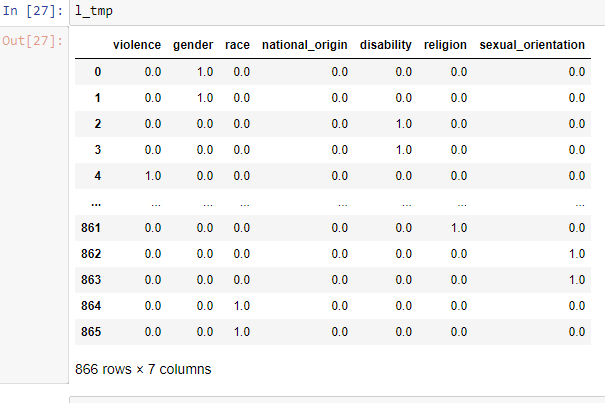 In [27]: l_tmp
Out[27]:
violence gender race national_origin disability religion sexual_orientation
0 0.0 1.0 0.0 0.0 0.0 0.0 0.0
1 0.0 1.0 0.0 0.0 0.0 0.0 0.0
2 0.0 0.0 0.0 0.0 1.0 0.0 0.0
3 0.0 0.0 0.0 0.0 1.0 0.0 0.0
4 1.0 0.0 0.0 0.0 0.0 0.0 0.0
... ... ... ... ... ... ... ...
861 0.0 0.0 0.0 0.0 0.0 1.0 0.0
862 0.0 0.0 0.0 0.0 0.0 0.0 1.0
863 0.0 0.0 0.0 0.0 0.0 0.0 1.0
864 0.0 0.0 1.0 0.0 0.0 0.0 0.0
865 0.0 0.0 1.0 0.0 0.0 0.0 0.0
866 rows × 7 columns